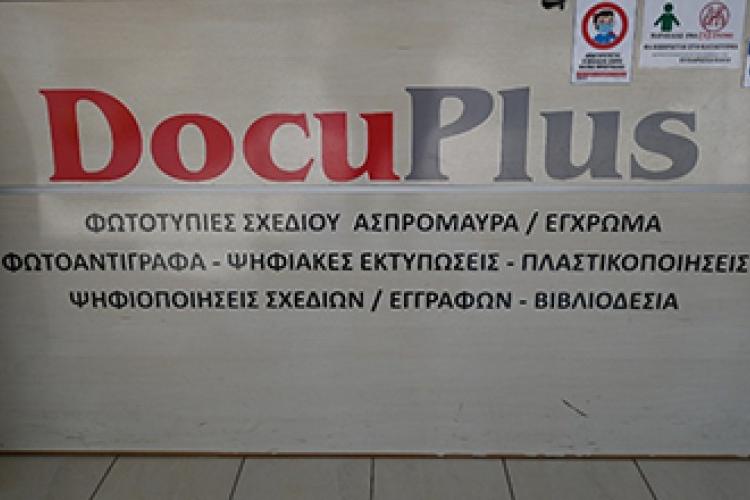 DocuPlus
ΦΩΤΟΤΥΠΙΕΣ ΣΧΕΔΙΟΥ ΑΣΠΡΟΜΑΥΡΑ / ΕΓΧΡΩΜΑ
ΦΩΤΟΑΝΤΙΓΡΑΦΑ - ΨΗΦΙΑΚΕΣ ΕΚΤΥΠΩΣΕΙΣ - ΠΛΑΣΤΙΚΟΠΟΙΗΣΕΙΣ
ΨΗΦΙΟΠΟΙΗΣΕΙΣ ΣΧΕΔΙΩΝ / ΕΓΓΡΑΦΩΝ - ΒΙΒΛΙΟΔΕΣΙΑ